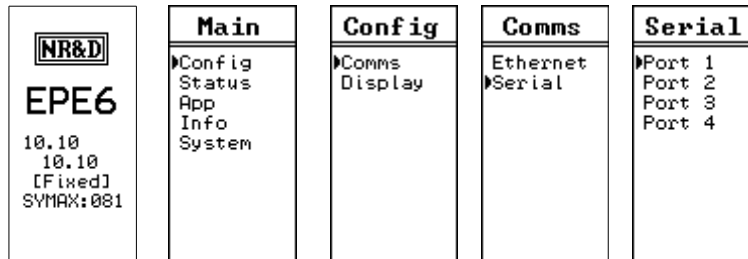 NR&D
EPE6
10.10
10.10
[Fixed]
SYMAX:081
Main
Config
Status
App
Info
System
Config
Comms
Display
Comms
Ethernet
Serial
Serial
Port 1
Port 2
Port 3
Port 4